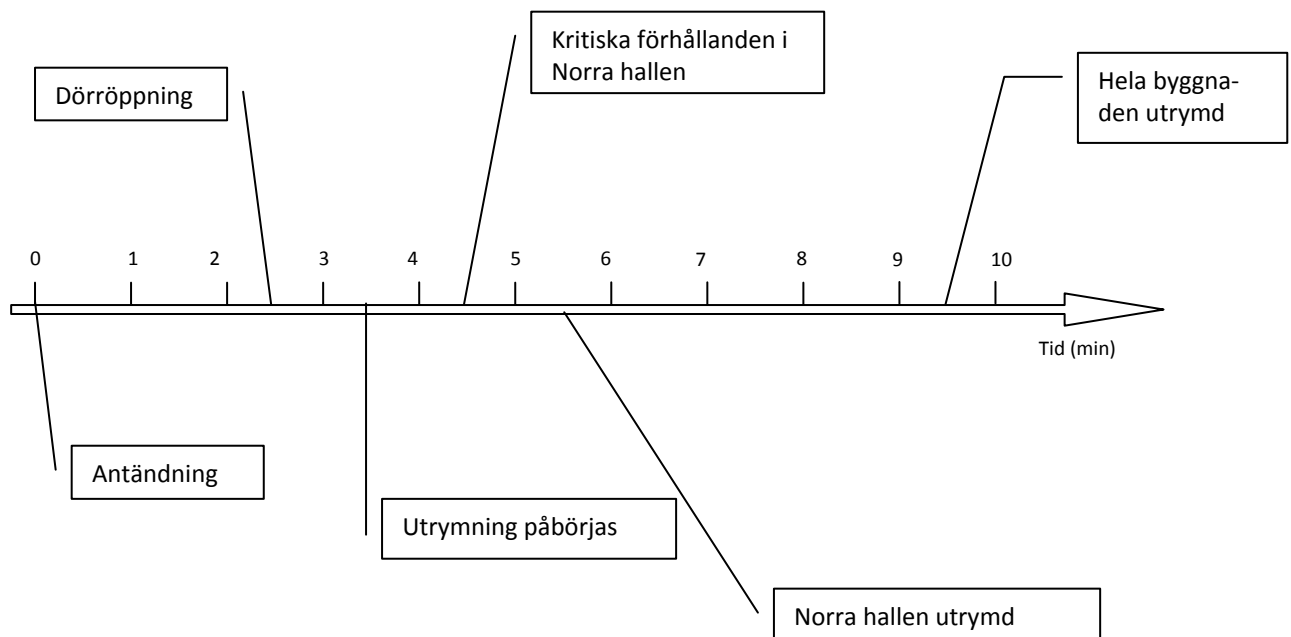 Kritiska förhållanden i
Norra hallen
Dörröppning
Hela byggna-
den utrymd
0 1 2 3 4 5 6 7 8 9 10
Tid (min)
Antändning
Utrymning påbörjas
Norra hallen utrymd